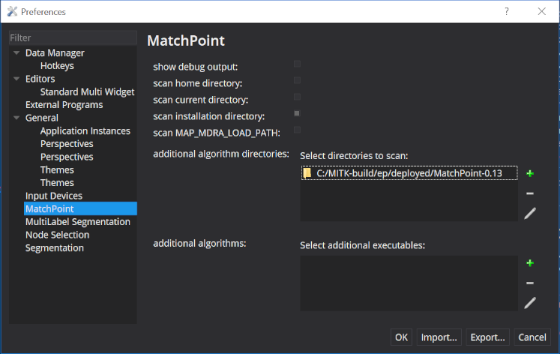 Preferences
Filter
Data Manager
Hotkeys
Editors
Standard Multi Widget
External Programs
General
Application Instances
Perspectives
Perspectives
Themes
Themes
Input Devices
MatchPoint
MultiLabel Segmentation
Node Selection
Segmentation
MatchPoint
show debug output:
scan home directory:
scan current directory:
scan installation directory:
scan MAP_MDRA_LOAD_PATH:
additional algorithm directories:
Select directories to scan:
C:/MITK-build/ep/deployed/MatchPoint-0.13
additional algorithms:
Select additional executables:
OK
Import...
Export...
Cancel